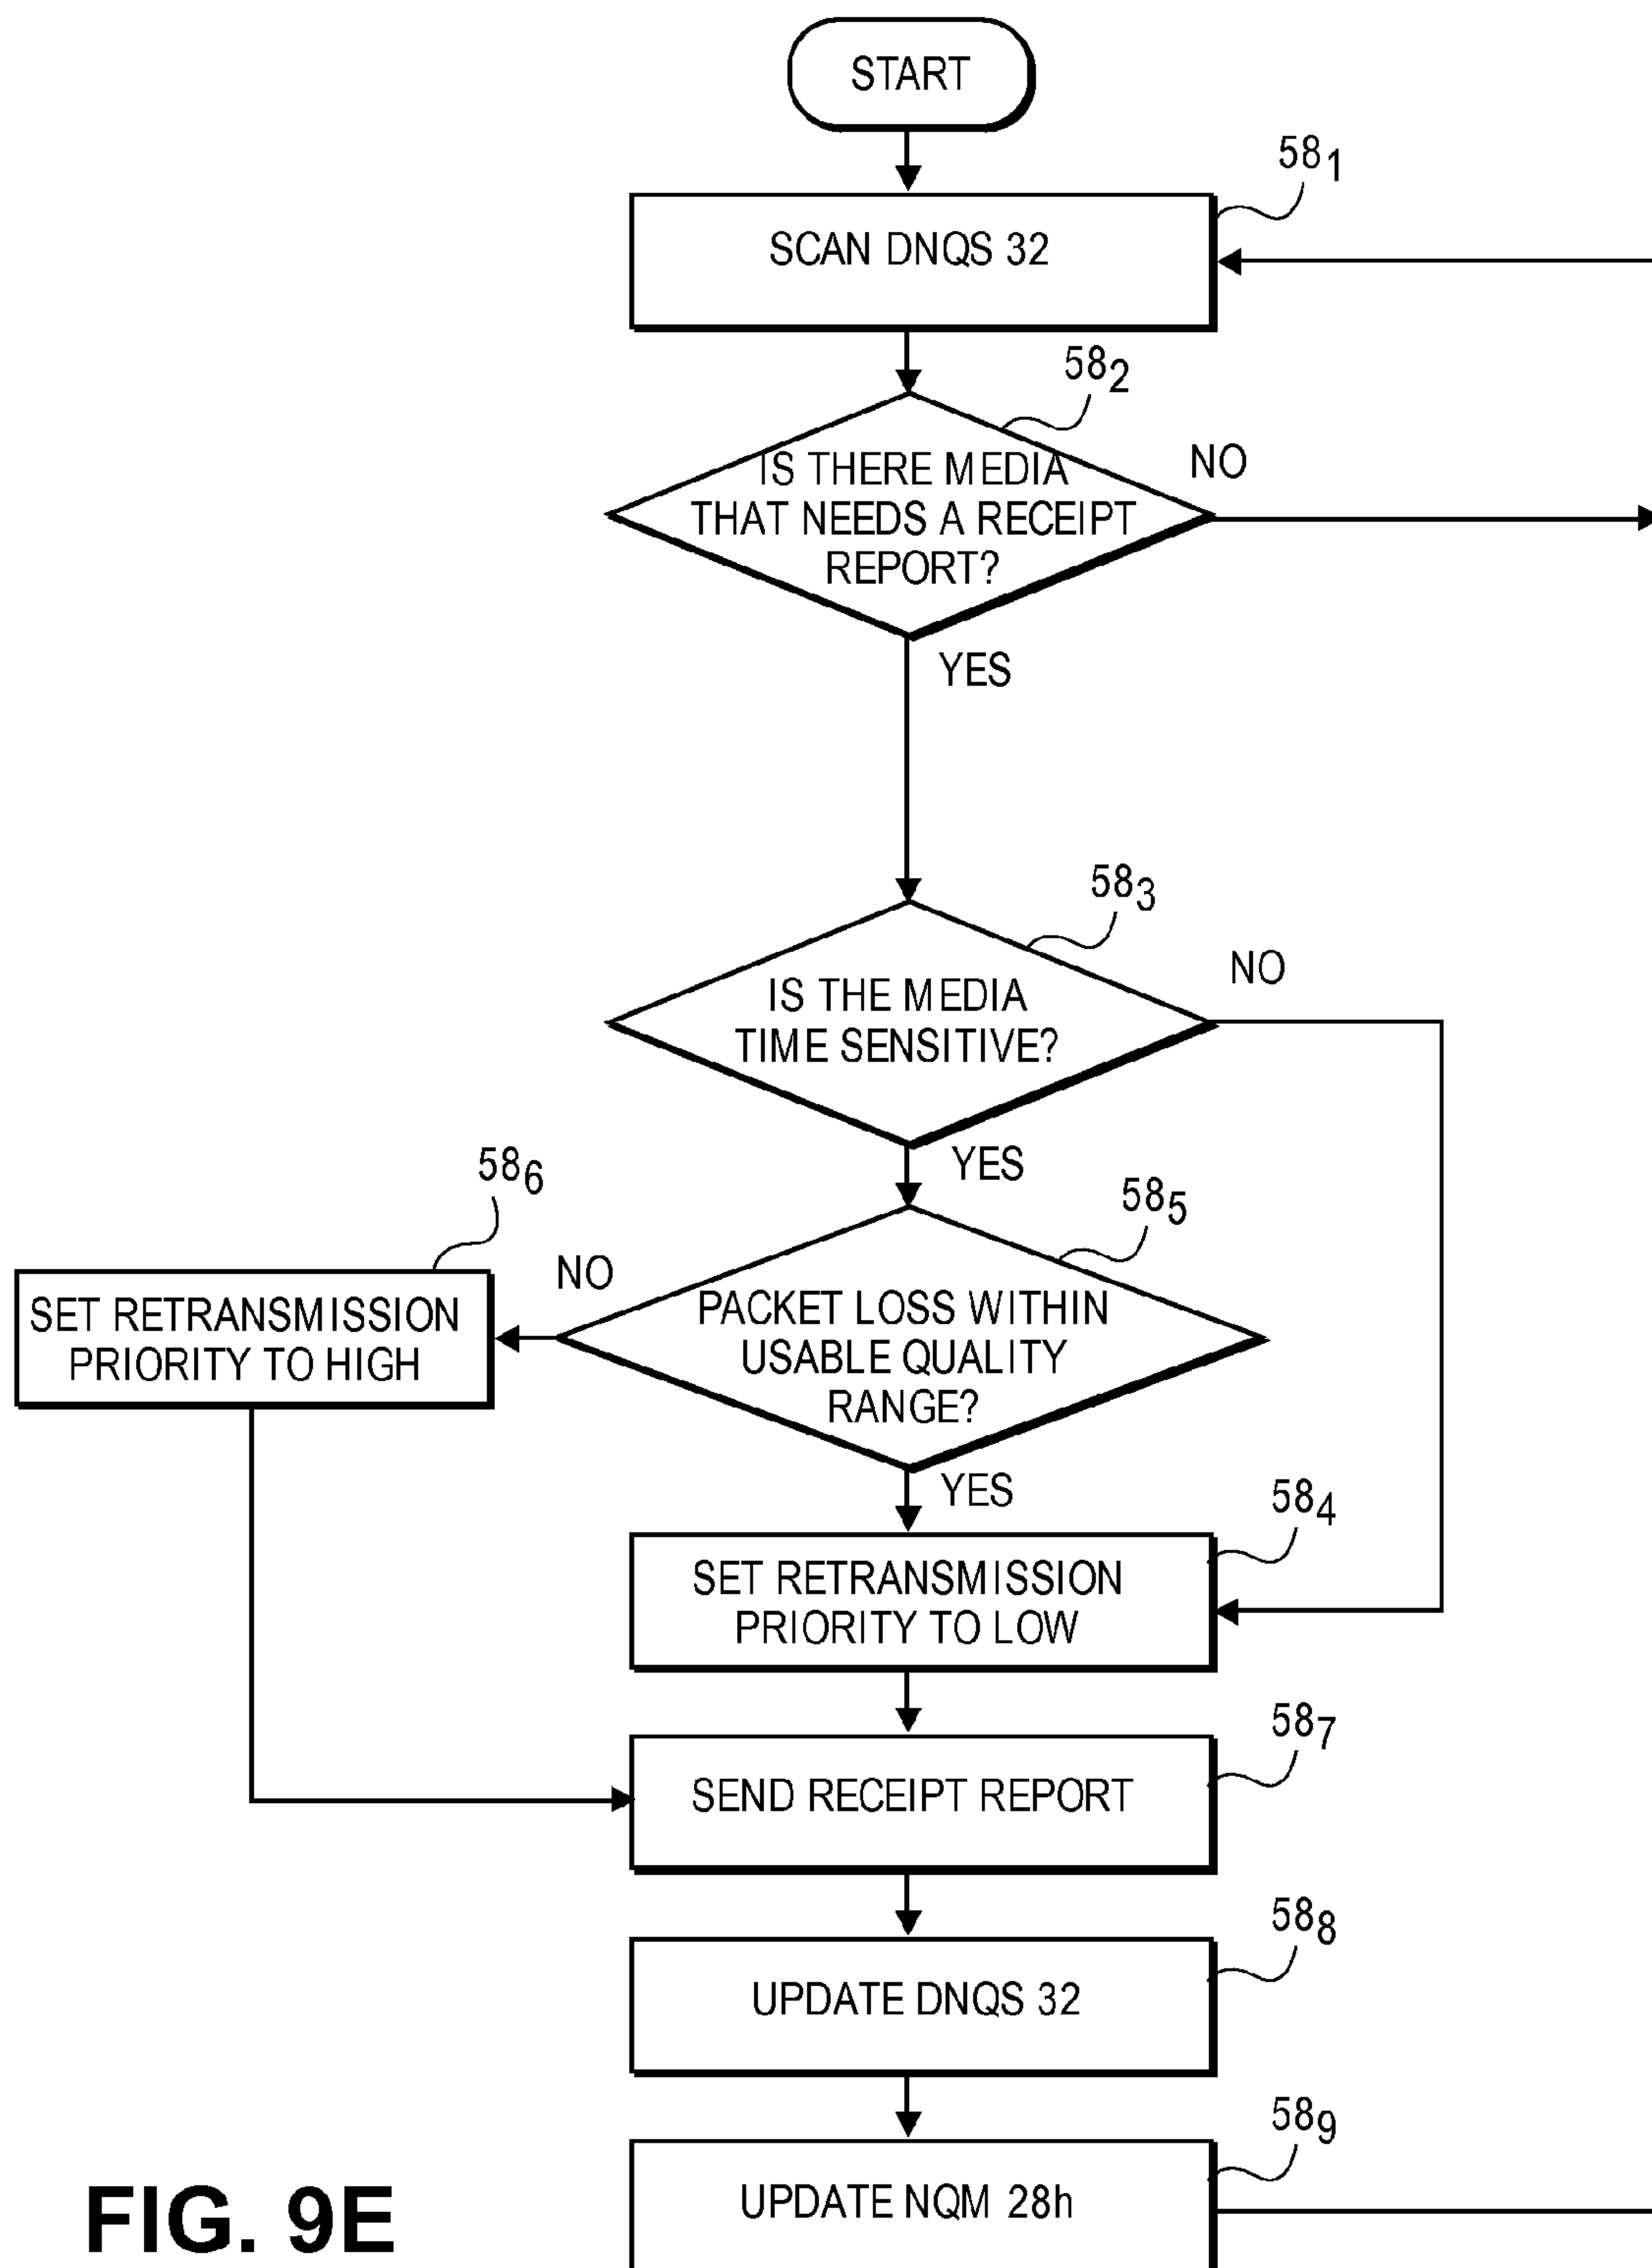 START
58₁
SCAN DNQS 32
58₂
IS THERE MEDIA
THAT NEEDS A RECEIPT
REPORT?
NO
YES
58₃
IS THE MEDIA
TIME SENSITIVE?
NO
YES
58₆
58₅
SET RETRANSMISSION
PRIORITY TO HIGH
NO
PACKET LOSS WITHIN
USABLE QUALITY
RANGE?
YES
58₄
SET RETRANSMISSION
PRIORITY TO LOW
58₇
SEND RECEIPT REPORT
58₈
UPDATE DNQS 32
58₉
UPDATE NQM 28h
FIG. 9E